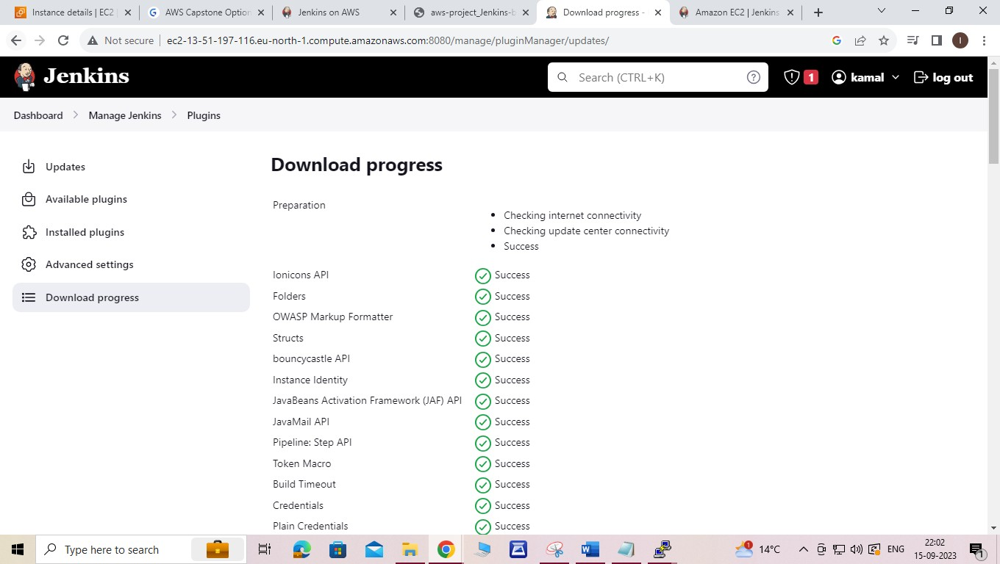 Instance details | EC2
AWS Capstone Option
Jenkins on AWS
aws-project_Jenkins-b
Download progress -
Amazon EC2 | Jenkins
Not secure
ec2-13-51-197-116.eu-north-1.compute.amazonaws.com:8080/manage/pluginManager/updates/
I
Jenkins
Search (CTRL+K)
1
kamal
log out
Dashboard
Manage Jenkins
Plugins
Updates
Available plugins
Installed plugins
Advanced settings
Download progress
Download progress
Preparation
Checking internet connectivity
Checking update center connectivity
Success
Ionicons API Success
Folders Success
OWASP Markup Formatter Success
Structs Success
bouncycastle API Success
Instance Identity Success
JavaBeans Activation Framework (JAF) API Success
JavaMail API Success
Pipeline: Step API Success
Token Macro Success
Build Timeout Success
Credentials Success
Plain Credentials Success
Type here to search
1
14°C
ENG
22:02
15-09-2023
1